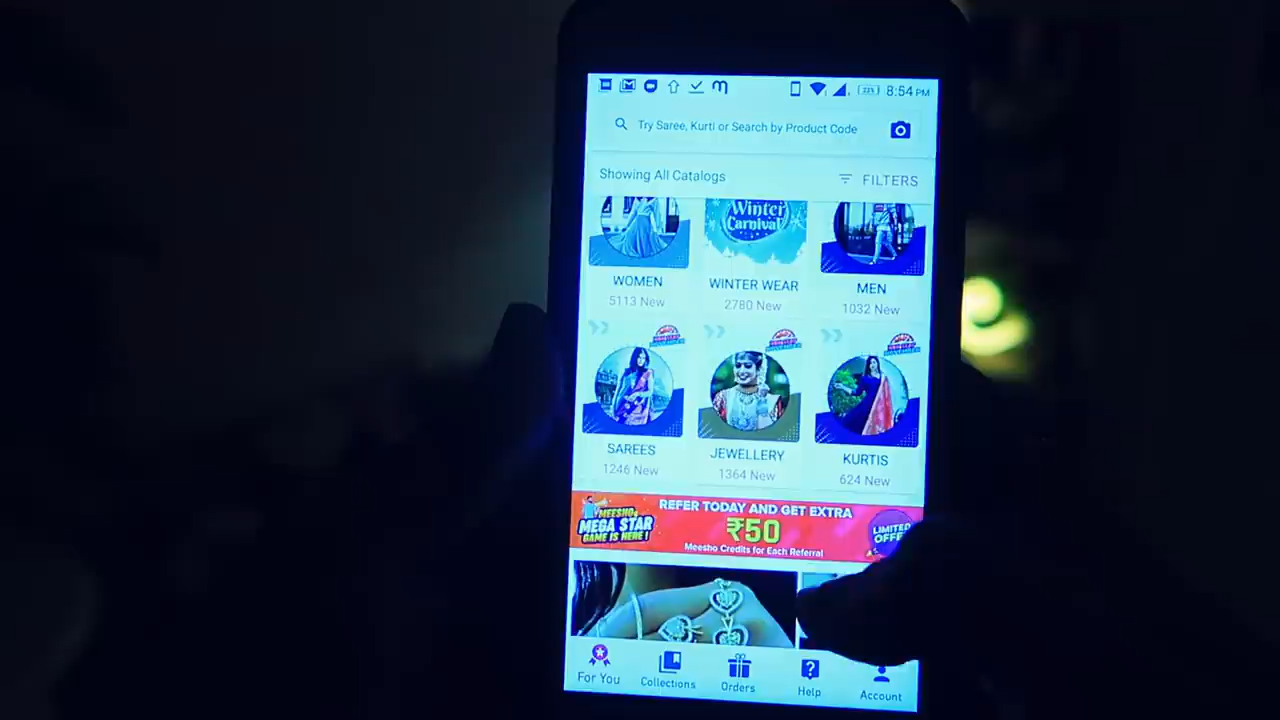 8:54 PM
Try Saree, Kurti or Search by Product Code
Showing All Catalogs
FILTERS
Winter
Carnival
WOMEN
5113 New
WINTER WEAR
2780 New
MEN
1032 New
SAREES
1246 New
JEWELLERY
1364 New
KURTIS
624 New
MEESHO
MEGA STAR
GAME IS HERE !
REFER TODAY AND GET EXTRA
₹50
Meesho Credits for Each Referral
LIMITED
For You
Collections
Orders
Help
Account